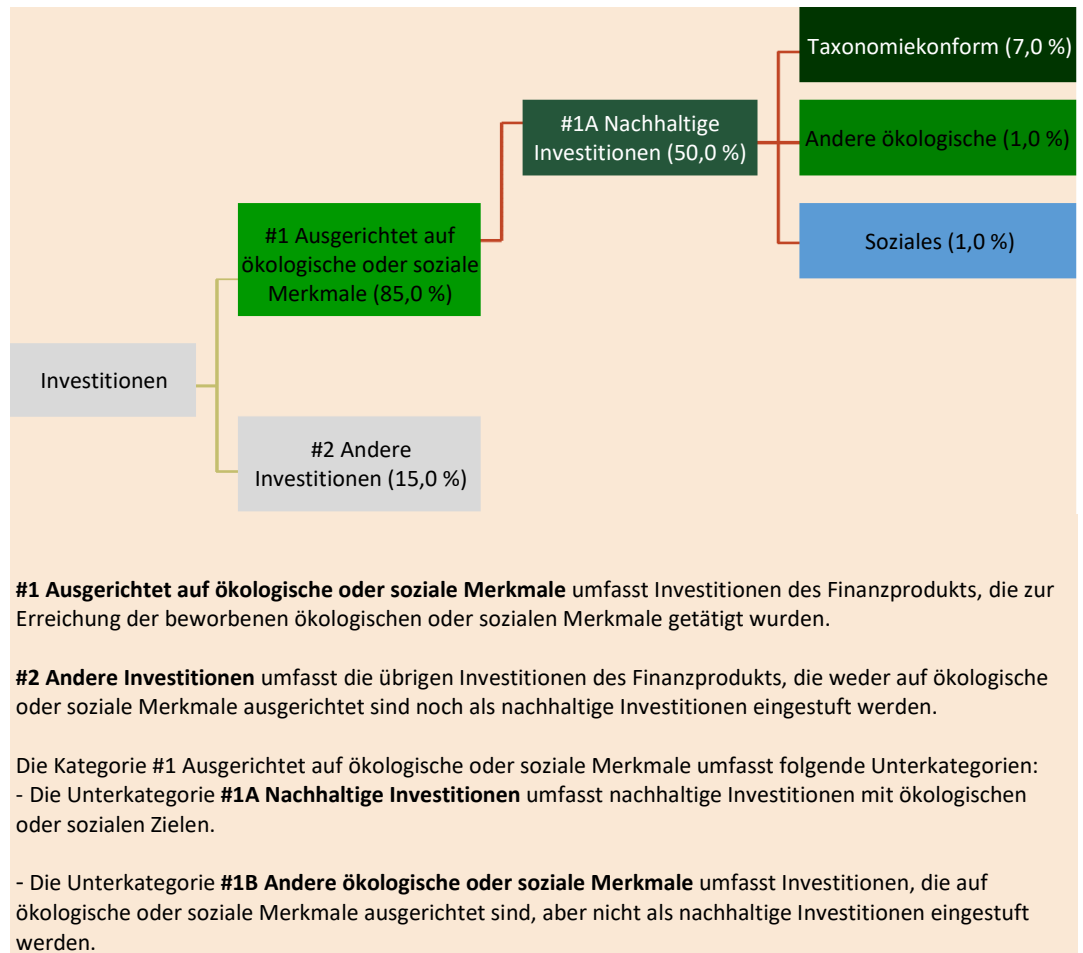 Taxonomiekonform (7,0 %)
#1A Nachhaltige
Investitionen (50,0 %)
Andere ökologische (1,0 %)
#1 Ausgerichtet auf
ökologische oder soziale
Merkmale (85,0 %)
Soziales (1,0 %)
Investitionen
#2 Andere
Investitionen (15,0 %)
#1 Ausgerichtet auf ökologische oder soziale Merkmale umfasst Investitionen des Finanzprodukts, die zur
Erreichung der beworbenen ökologischen oder sozialen Merkmale getätigt wurden.
#2 Andere Investitionen umfasst die übrigen Investitionen des Finanzprodukts, die weder auf ökologische
oder soziale Merkmale ausgerichtet sind noch als nachhaltige Investitionen eingestuft werden.
Die Kategorie #1 Ausgerichtet auf ökologische oder soziale Merkmale umfasst folgende Unterkategorien:
- Die Unterkategorie #1A Nachhaltige Investitionen umfasst nachhaltige Investitionen mit ökologischen
oder sozialen Zielen.
- Die Unterkategorie #1B Andere ökologische oder soziale Merkmale umfasst Investitionen, die auf
ökologische oder soziale Merkmale ausgerichtet sind, aber nicht als nachhaltige Investitionen eingestuft
werden.